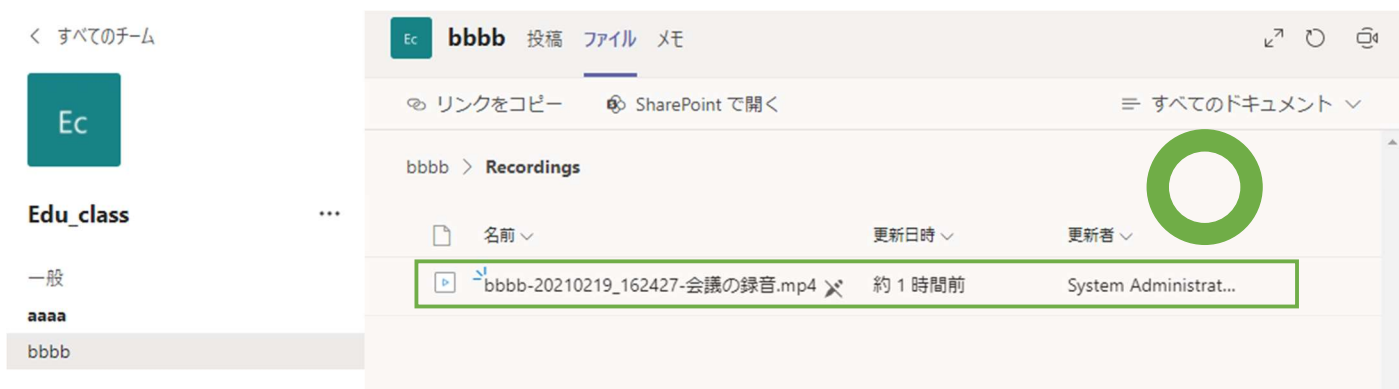 すべてのチーム
Ec
Edu_class
一般
aaaa
bbbb
Ec bbbb 投稿 ファイル メモ
リンクをコピー SharePoint で開く すべてのドキュメント
bbbb > Recordings
名前 更新日時 更新者
bbbb-20210219_162427-会議の録音.mp4 約 1 時間前 System Administrat...